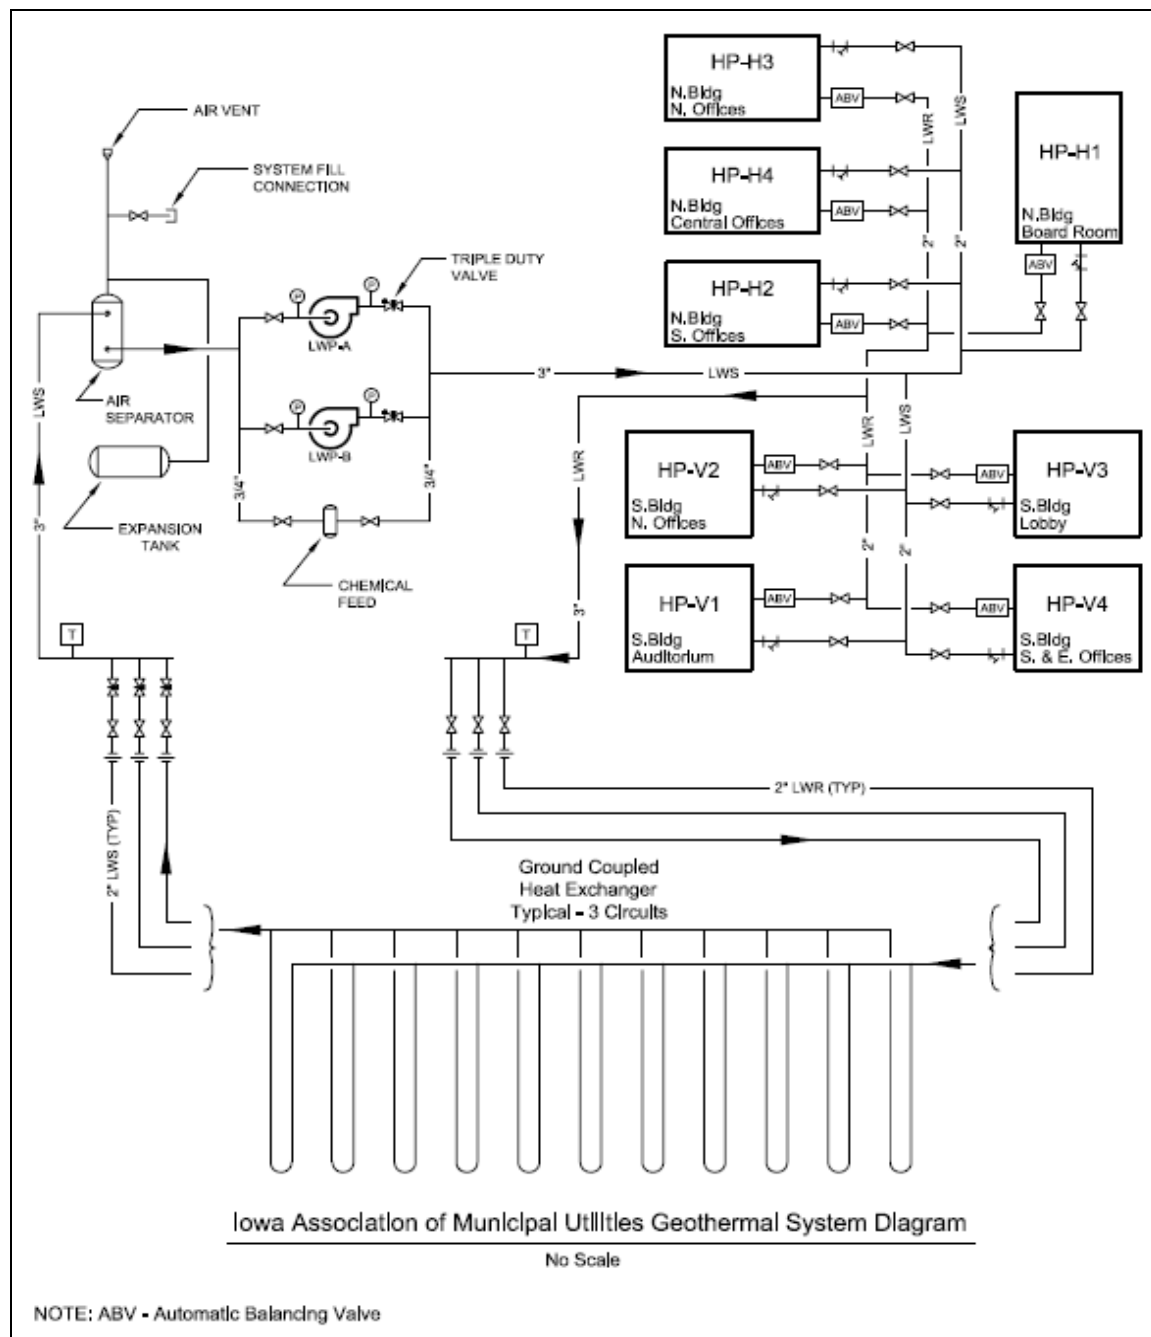 HP-H3
N.Bldg
N. Offices
ABV
LWR
LWS
AIR VENT
SYSTEM FILL
CONNECTION
HP-H4
N.Bldg
Central Offices
ABV
2"
2"
HP-H1
N.Bldg
Board Room
ABV
TRIPLE DUTY
VALVE
HP-H2
N.Bldg
S. Offices
ABV
P
P
LWP-A
3"
LWS
LWS
AIR
SEPARATOR
P
P
LWP-B
3/4"
3/4"
LWR
LWR
LWS
HP-V2
S.Bldg
N. Offices
ABV
HP-V3
S.Bldg
Lobby
ABV
3"
EXPANSION
TANK
CHEMICAL
FEED
2"
2"
3"
HP-V1
S.Bldg
Auditorium
ABV
HP-V4
S.Bldg
S. & E. Offices
ABV
T
T
2" LWR (TYP)
2" LWS (TYP)
Ground Coupled
Heat Exchanger
Typical - 3 Circuits
Iowa Association of Municipal Utilities Geothermal System Diagram
No Scale
NOTE: ABV - Automatic Balancing Valve